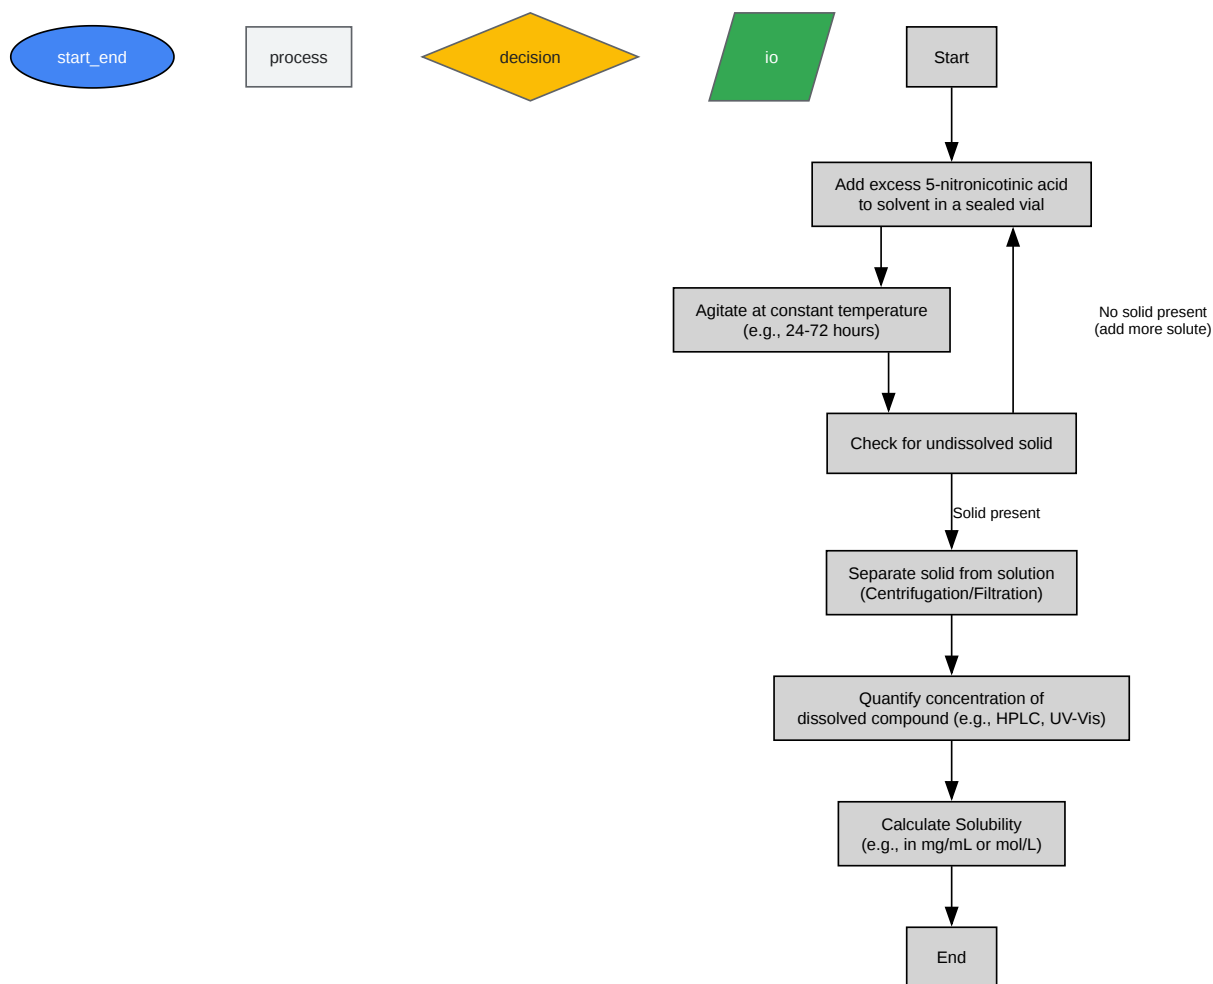 start_end
process
decision
io
Start
Add excess 5-nitronicotinic acid
to solvent in a sealed vial
Agitate at constant temperature
(e.g., 24-72 hours)
No solid present
(add more solute)
Check for undissolved solid
Solid present
Separate solid from solution
(Centrifugation/Filtration)
Quantify concentration of
dissolved compound (e.g., HPLC, UV-Vis)
Calculate Solubility
(e.g., in mg/mL or mol/L)
End